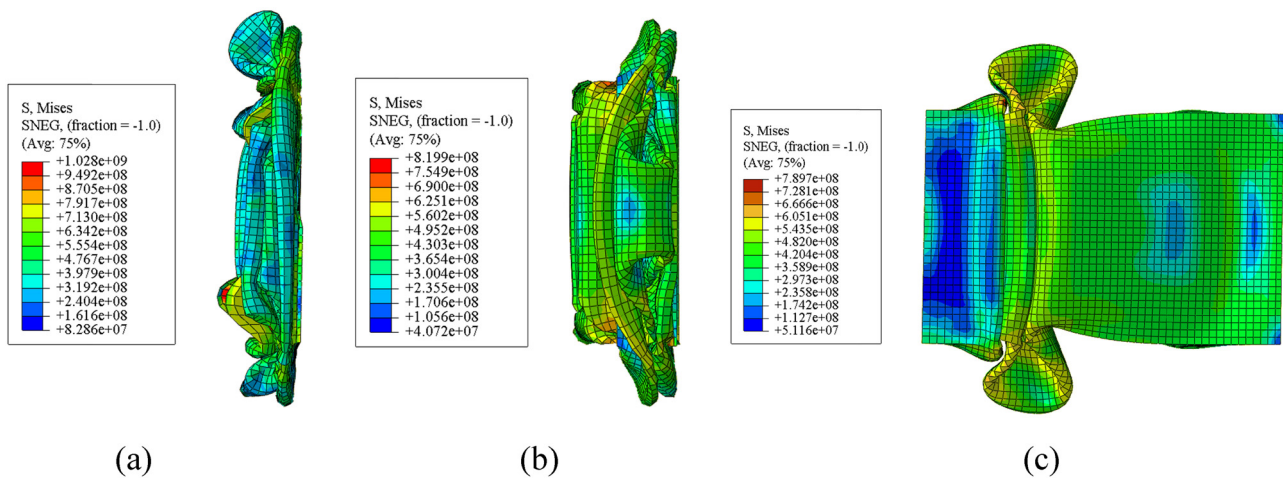 S, Mises
SNEG, (fraction = -1.0)
(Avg: 75%)
+1.028e+09
+9.492e+08
+8.705e+08
+7.917e+08
+7.130e+08
+6.342e+08
+5.554e+08
+4.767e+08
+3.979e+08
+3.192e+08
+2.404e+08
+1.616e+08
+8.286e+07
(a)
S, Mises
SNEG, (fraction = -1.0)
(Avg: 75%)
+8.199e+08
+7.549e+08
+6.900e+08
+6.251e+08
+5.602e+08
+4.952e+08
+4.303e+08
+3.654e+08
+3.004e+08
+2.355e+08
+1.706e+08
+1.056e+08
+4.072e+07
(b)
S, Mises
SNEG, (fraction = -1.0)
(Avg: 75%)
+7.897e+08
+7.281e+08
+6.666e+08
+6.051e+08
+5.435e+08
+4.820e+08
+4.204e+08
+3.589e+08
+2.973e+08
+2.358e+08
+1.742e+08
+1.127e+08
+5.116e+07
(c)